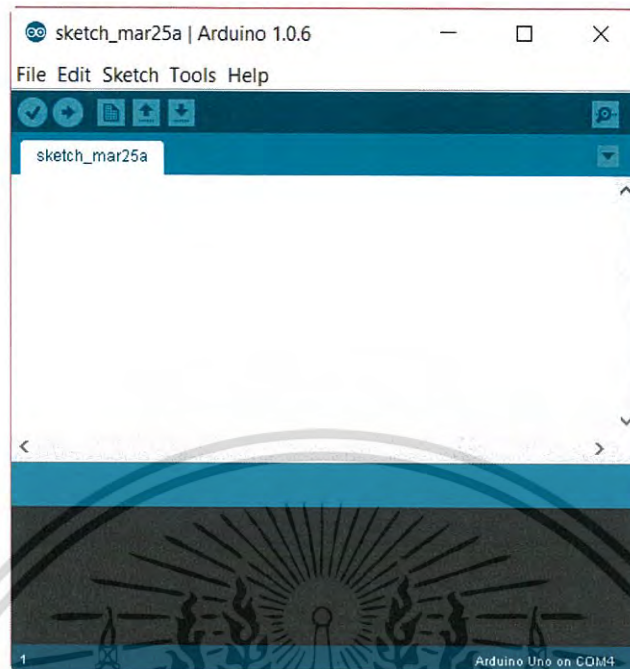 sketch_mar25a | Arduino 1.0.6
File Edit Sketch Tools Help
sketch_mar25a
1
Arduino Uno on COM4